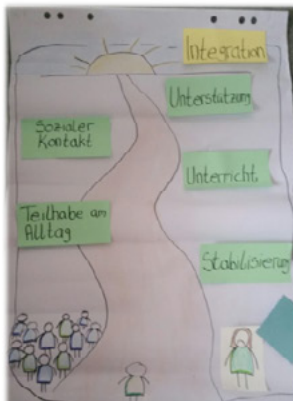 Integration
Unterstützung
Sozialer
Kontakt
Unterricht
Teilhabe am
Alltag
Stabilisierung